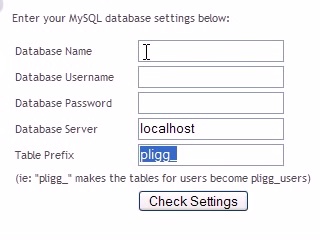 Enter your MySQL database settings below:
Database Name
Database Username
Database Password
Database Server localhost
Table Prefix pligg_
(ie: "pligg_" makes the tables for users become pligg_users)
Check Settings